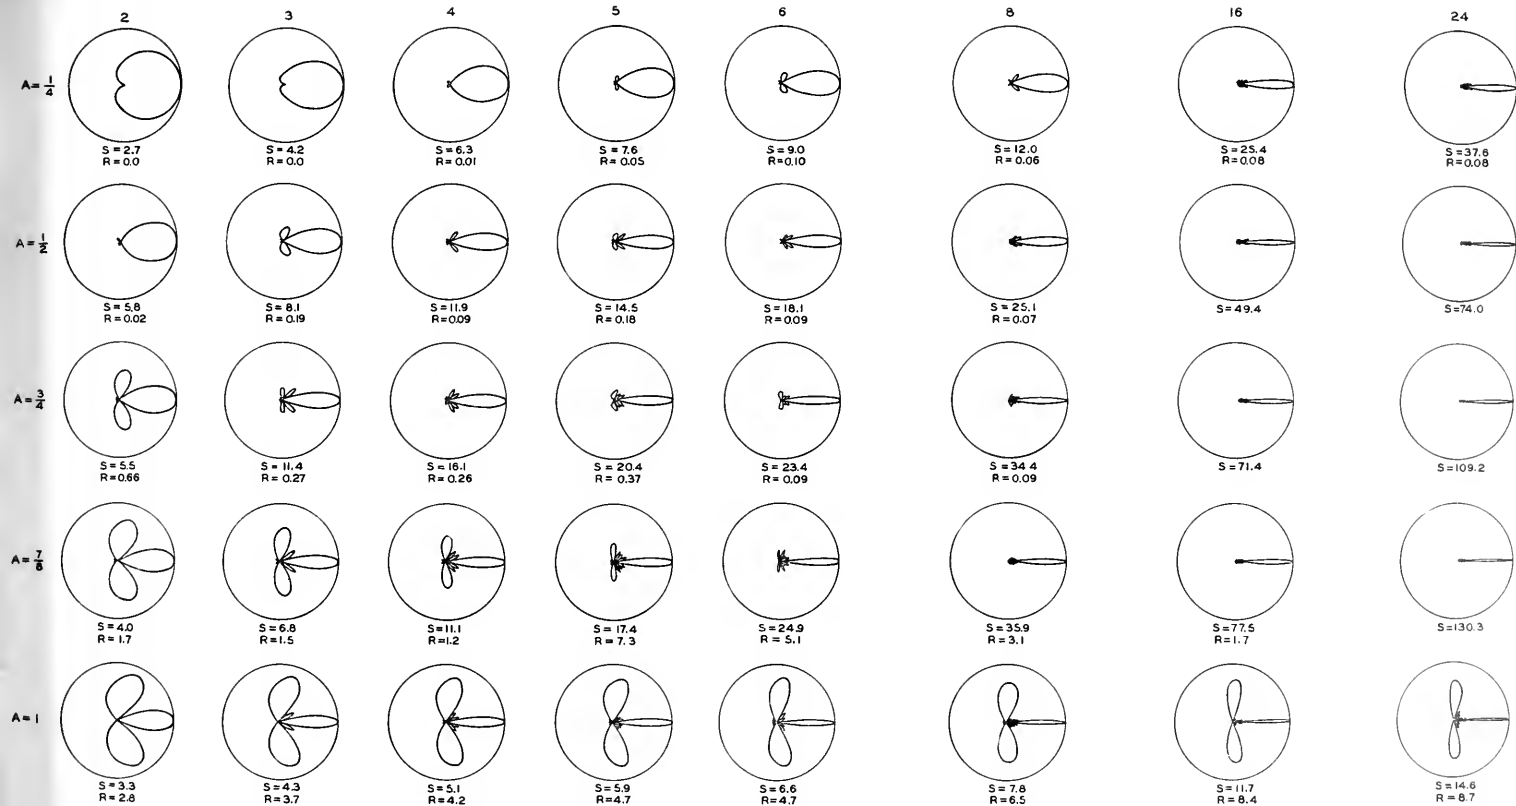 2 3 4 5 6 8 16 24
A = 1/4
S = 2.7 S = 4.2 S = 6.3 S = 7.6 S = 9.0 S = 12.0 S = 25.4 S = 37.6
R = 0.0 R = 0.0 R = 0.01 R = 0.05 R = 0.10 R = 0.06 R = 0.08 R = 0.08
A = 1/2
S = 5.8 S = 8.1 S = 11.9 S = 14.5 S = 18.1 S = 25.1 S = 49.4 S = 74.0
R = 0.02 R = 0.19 R = 0.09 R = 0.18 R = 0.09 R = 0.07
A = 3/4
S = 5.5 S = 11.4 S = 16.1 S = 20.4 S = 23.4 S = 34.4 S = 71.4 S = 109.2
R = 0.66 R = 0.27 R = 0.26 R = 0.37 R = 0.09 R = 0.09
A = 7/8
S = 4.0 S = 6.8 S = 11.1 S = 17.4 S = 24.9 S = 35.9 S = 77.5 S = 130.3
R = 1.7 R = 1.5 R = 1.2 R = 7.3 R = 5.1 R = 3.1 R = 1.7
A = 1
S = 3.3 S = 4.3 S = 5.1 S = 5.9 S = 6.6 S = 7.8 S = 11.7 S = 14.6
R = 2.8 R = 3.7 R = 4.2 R = 4.7 R = 4.7 R = 6.5 R = 8.4 R = 8.7